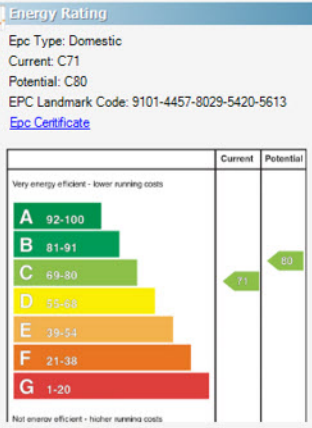 Energy Rating
Epc Type: Domestic
Current: C71
Potential: C80
EPC Landmark Code: 9101-4457-8029-5420-5613
Epc Certificate
Current Potential
Very energy efficient - lower running costs
A 92-100
B 81-91
C 69-80
80
71
D 55-68
E 39-54
F 21-38
G 1-20
Not energy efficient - higher running costs